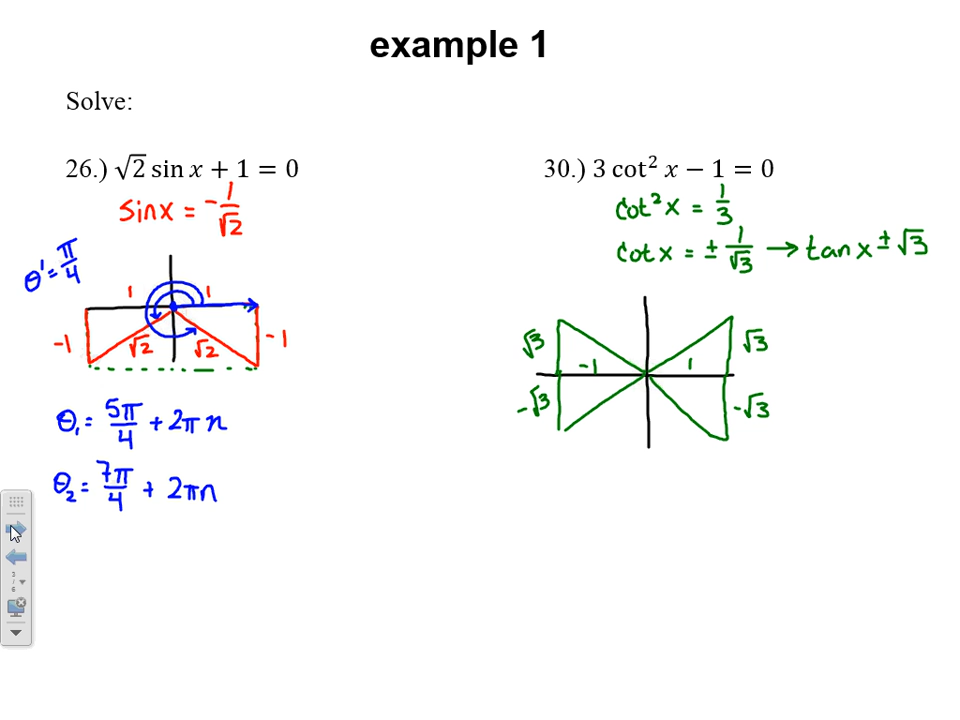 example 1
Solve:
26.) √2 sin x + 1 = 0
sin x = -1/√2
θ' = π/4
1 1
-1 √2 √2 -1
θ₁ = 5π/4 + 2πn
θ₂ = 7π/4 + 2πn
30.) 3 cot² x − 1 = 0
cot² x = 1/3
cot x = ± 1/√3 → tan x ± √3
√3 √3
-1 1
-√3 -√3
3
/
6